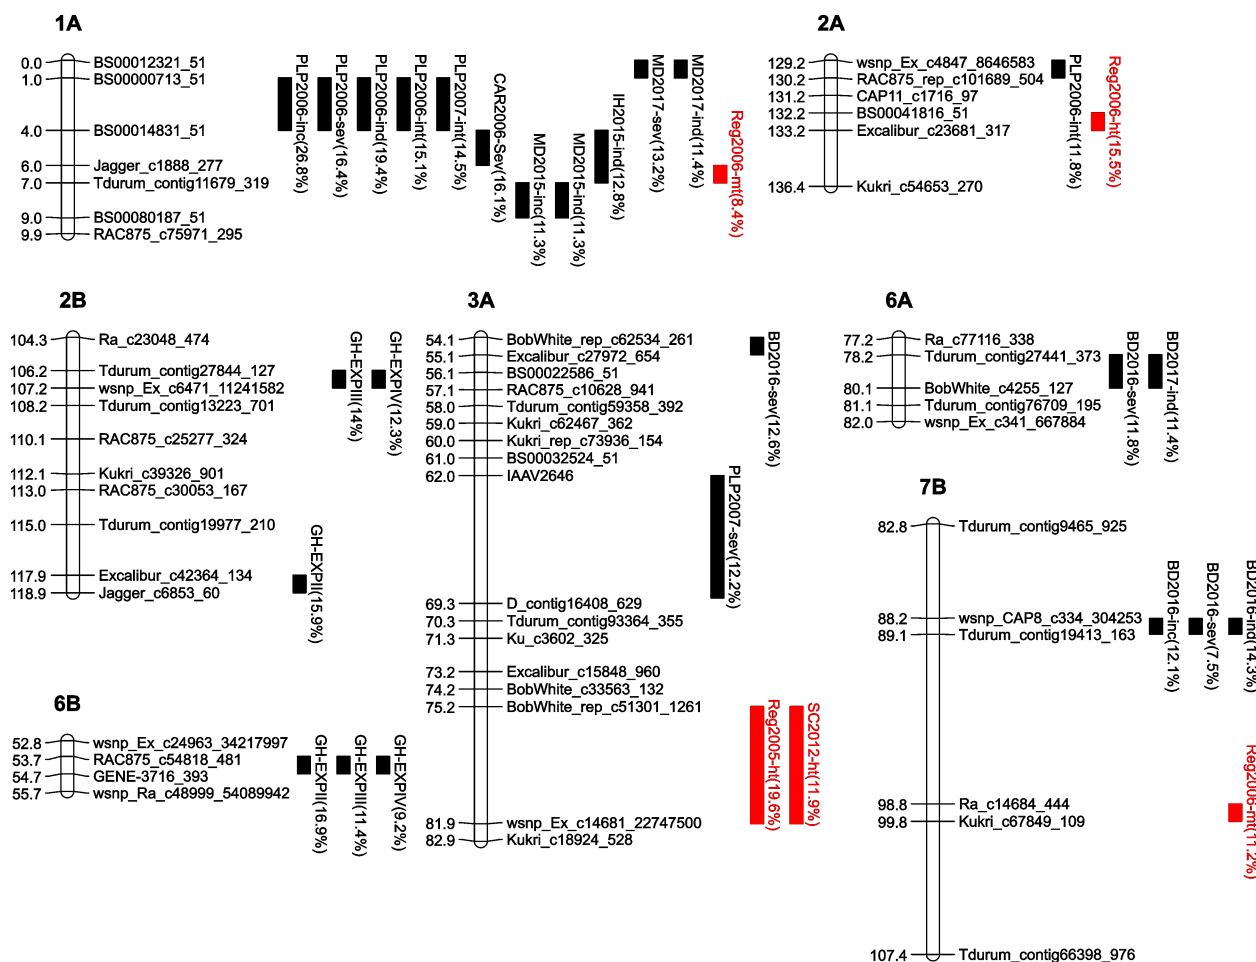 1A
0.0 BS00012321_51
1.0 BS00000713_51
4.0 BS00014831_51
6.0 Jagger_c1888_277
7.0 Tdurum_contig11679_319
9.0 BS00080187_51
9.9 RAC875_c75971_295
PLP2006-inc(26.8%)
PLP2006-sev(16.4%)
PLP2006-ind(19.4%)
PLP2006-int(15.1%)
PLP2007-int(14.5%)
CAR2006-Sev(16.1%)
MD2015-inc(11.3%)
MD2015-ind(11.3%)
IH2015-ind(12.8%)
MD2017-sev(13.2%)
MD2017-ind(11.4%)
Reg2006-mt(8.4%)
2A
129.2 wsnp_Ex_c4847_8646583
130.2 RAC875_rep_c101689_504
131.2 CAP11_c1716_97
132.2 BS00041816_51
133.2 Excalibur_c23681_317
136.4 Kukri_c54653_270
PLP2006-int(11.8%)
Reg2006-ht(15.5%)
2B
104.3 Ra_c23048_474
106.2 Tdurum_contig27844_127
107.2 wsnp_Ex_c6471_11241582
108.2 Tdurum_contig13223_701
110.1 RAC875_c25277_324
112.1 Kukri_c39326_901
113.0 RAC875_c30053_167
115.0 Tdurum_contig19977_210
117.9 Excalibur_c42364_134
118.9 Jagger_c6853_60
GH-EXPII(15.9%)
GH-EXPIII(14%)
GH-EXPIV(12.3%)
3A
54.1 BobWhite_rep_c62534_261
55.1 Excalibur_c27972_654
56.1 BS00022586_51
57.1 RAC875_c10628_941
58.0 Tdurum_contig59358_392
59.0 Kukri_c62467_362
60.0 Kukri_rep_c73936_154
61.0 BS00032524_51
62.0 IAAV2646
69.3 D_contig16408_629
70.3 Tdurum_contig93364_355
71.3 Ku_c3602_325
73.2 Excalibur_c15848_960
74.2 BobWhite_c33563_132
75.2 BobWhite_rep_c51301_1261
81.9 wsnp_Ex_c14681_22747500
82.9 Kukri_c18924_528
PLP2007-sev(12.2%)
BD2016-sev(12.6%)
Reg2005-ht(19.6%)
SC2012-ht(11.9%)
6A
77.2 Ra_c77116_338
78.2 Tdurum_contig27441_373
80.1 BobWhite_c4255_127
81.1 Tdurum_contig76709_195
82.0 wsnp_Ex_c341_667884
BD2016-sev(11.8%)
BD2017-ind(11.4%)
6B
52.8 wsnp_Ex_c24963_34217997
53.7 RAC875_c54818_481
54.7 GENE-3716_393
55.7 wsnp_Ra_c48999_54089942
GH-EXPII(16.9%)
GH-EXPIII(11.4%)
GH-EXPIV(9.2%)
7B
82.8 Tdurum_contig9465_925
88.2 wsnp_CAP8_c334_304253
89.1 Tdurum_contig19413_163
98.8 Ra_c14684_444
99.8 Kukri_c67849_109
107.4 Tdurum_contig66398_976
BD2016-inc(12.1%)
BD2016-sev(7.5%)
BD2016-ind(14.3%)
Reg2006-mt(11.2%)